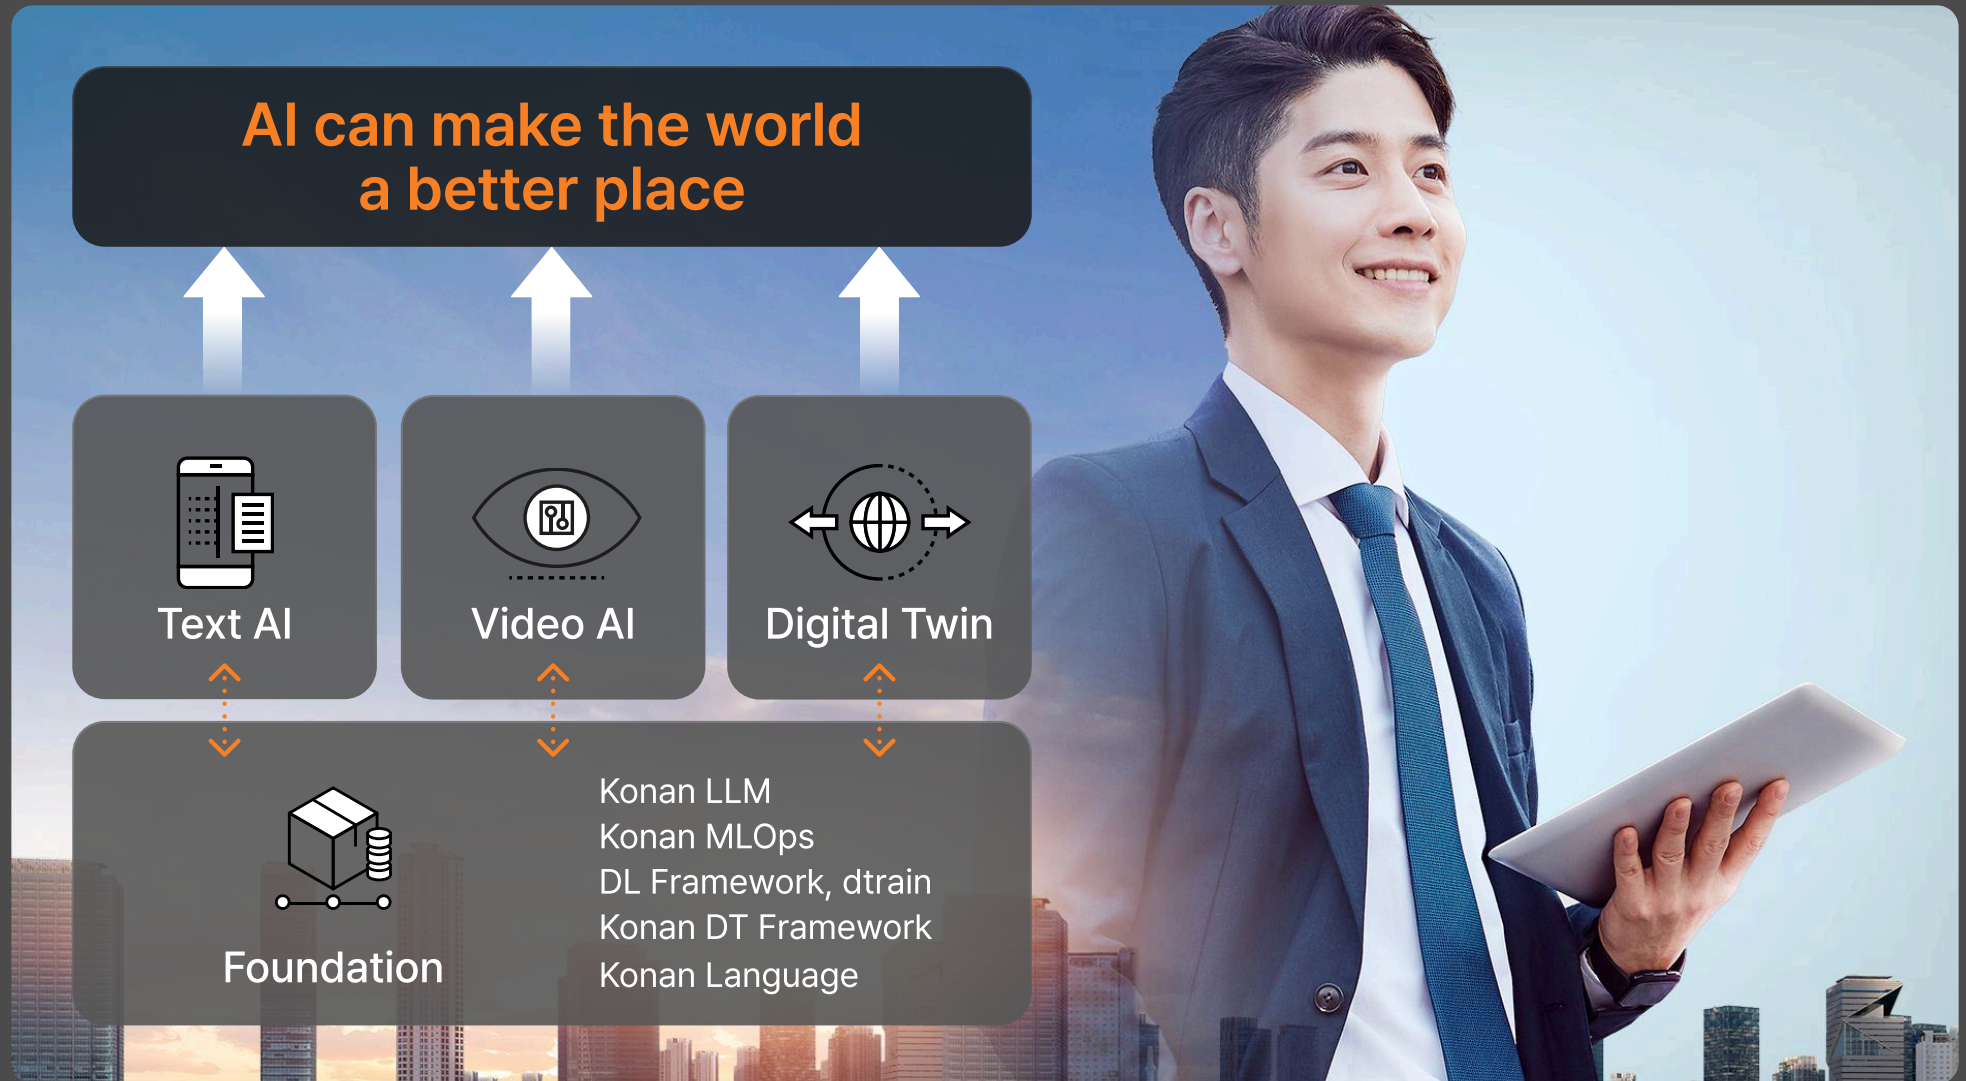 AI can make the world
a better place
Text AI
Video AI
Digital Twin
Foundation
Konan LLM
Konan MLOps
DL Framework, dtrain
Konan DT Framework
Konan Language